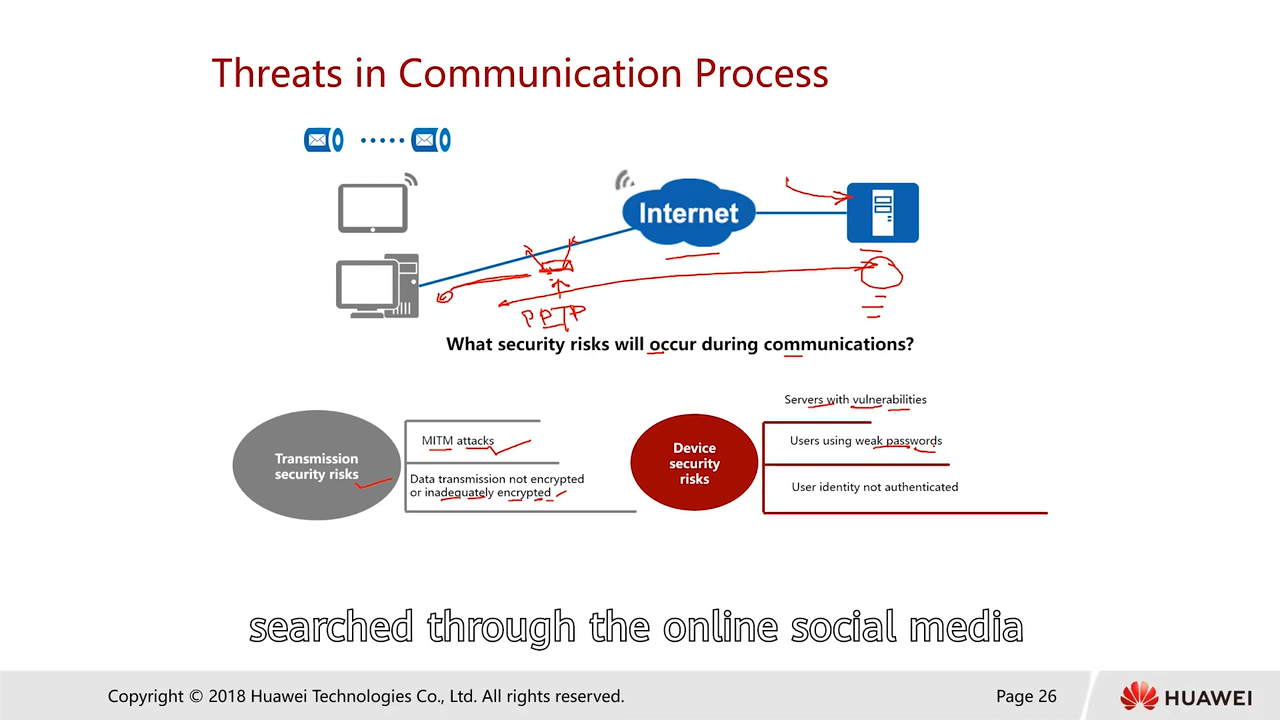 Threats in Communication Process
Internet
PPTP
What security risks will occur during communications?
Transmission
security risks
MITM attacks
Data transmission not encrypted
or inadequately encrypted
Device
security
risks
Servers with vulnerabilities
Users using weak passwords
User identity not authenticated
searched through the online social media
Copyright © 2018 Huawei Technologies Co., Ltd. All rights reserved.
Page 26
HUAWEI